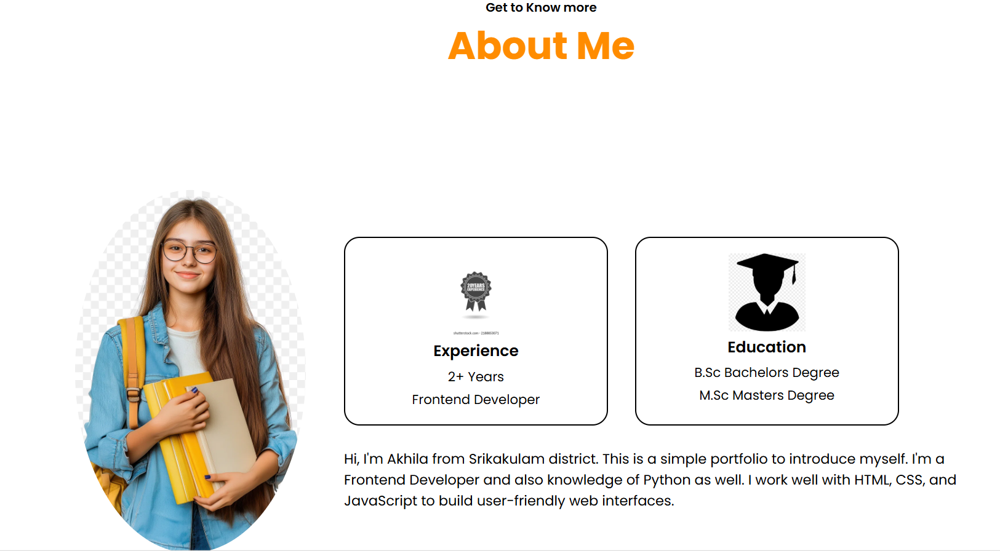 Get to Know more
About Me
20YEARS
EXPERIENCE
shutterstock.com · 2188853071
Experience
2+ Years
Frontend Developer
Education
B.Sc Bachelors Degree
M.Sc Masters Degree
Hi, I'm Akhila from Srikakulam district. This is a simple portfolio to introduce myself. I'm a
Frontend Developer and also knowledge of Python as well. I work well with HTML, CSS, and
JavaScript to build user-friendly web interfaces.